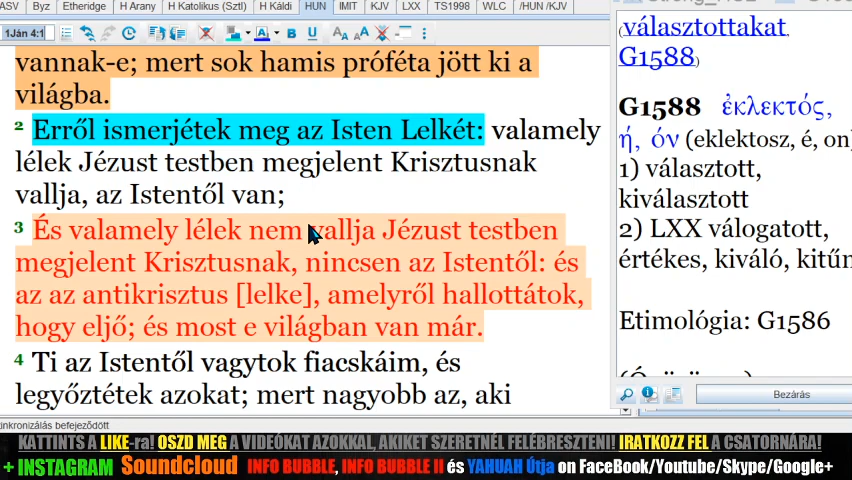 ASV Byz Etheridge H Arany H Katolikus (Sztl) H Káldi HUN IMIT KJV LXX TS1998 WLC /HUN /KJV
1Ján 4:1
vannak-e; mert sok hamis próféta jött ki a
világba.
2 Erről ismerjétek meg az Isten Lelkét: valamely
lélek Jézust testben megjelent Krisztusnak
vallja, az Istentől van;
3 És valamely lélek nem vallja Jézust testben
megjelent Krisztusnak, nincsen az Istentől: és
az az antikrisztus [lelke], amelyről hallottátok,
hogy eljő; és most e világban van már.
4 Ti az Istentől vagytok fiacskáim, és
legyőztétek azokat; mert nagyobb az, aki
(választottakat
G1588)
G1588 ἐκλεκτός,
ή, όν (eklektosz, é, on)
1) választott,
kiválasztott
2) LXX válogatott,
értékes, kiváló, kitűn
Etimológia: G1586
Bezárás
inkronizálás befejeződött
KATTINTS A LIKE-ra! OSZD MEG A VIDEÓKAT AZOKKAL, AKIKET SZERETNÉL FELÉBRESZTENI! IRATKOZZ FEL A CSATORNÁRA!
+ INSTAGRAM Soundcloud INFO BUBBLE, INFO BUBBLE II és YAHUAH Útja on FaceBook/Youtube/Skype/Google+